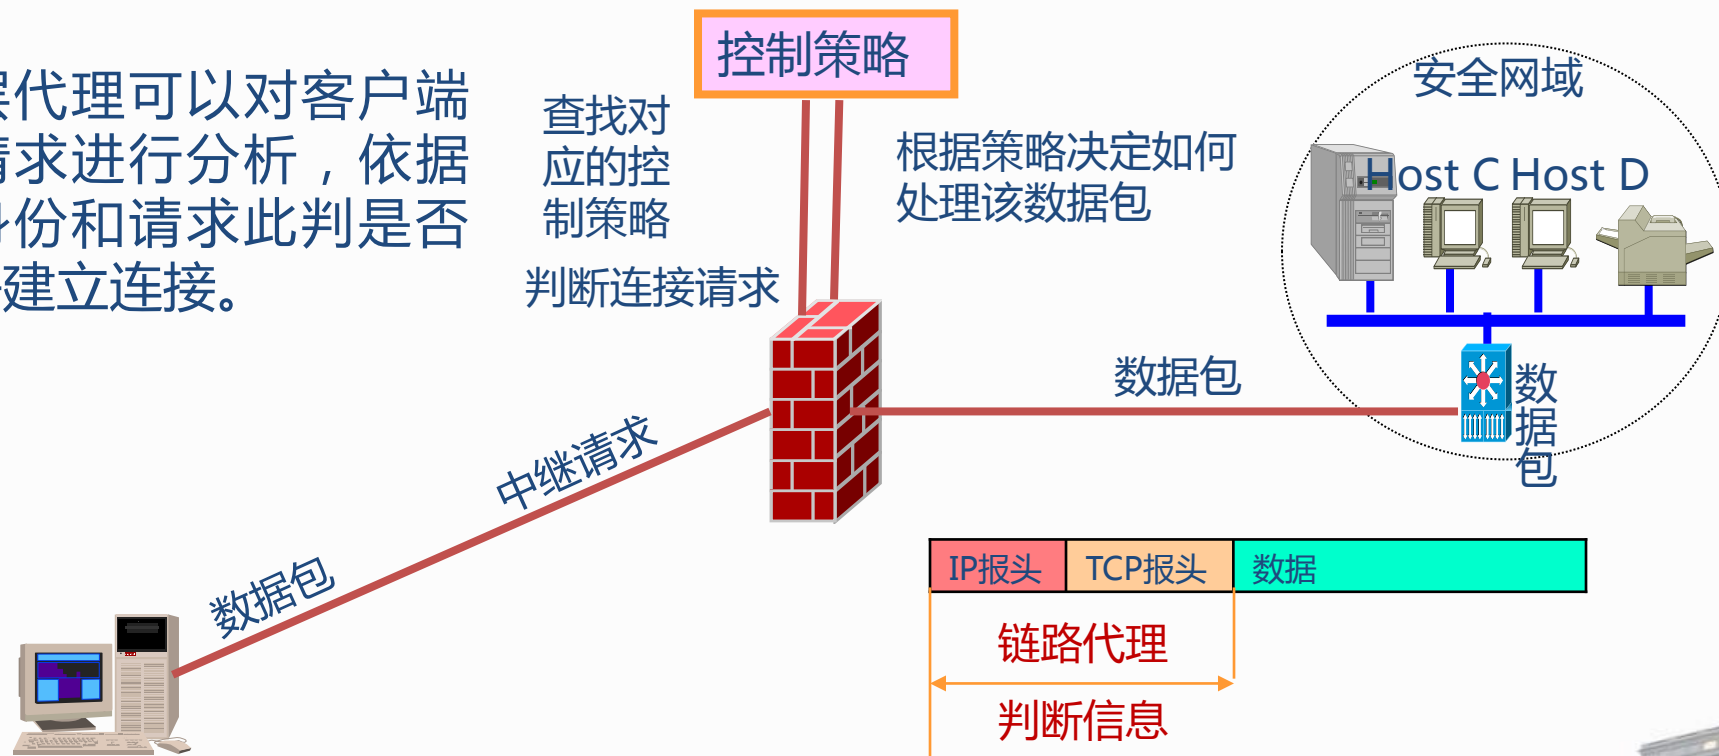 控制策略
层代理可以对客户端
请求进行分析，依据
身份和请求此判是否
建立连接。
查找对
应的控
制策略
判断连接请求
根据策略决定如何
处理该数据包
安全网域
Host C Host D
数据包
数
据
包
中继请求
数据包
IP报头 TCP报头 数据
链路代理
判断信息